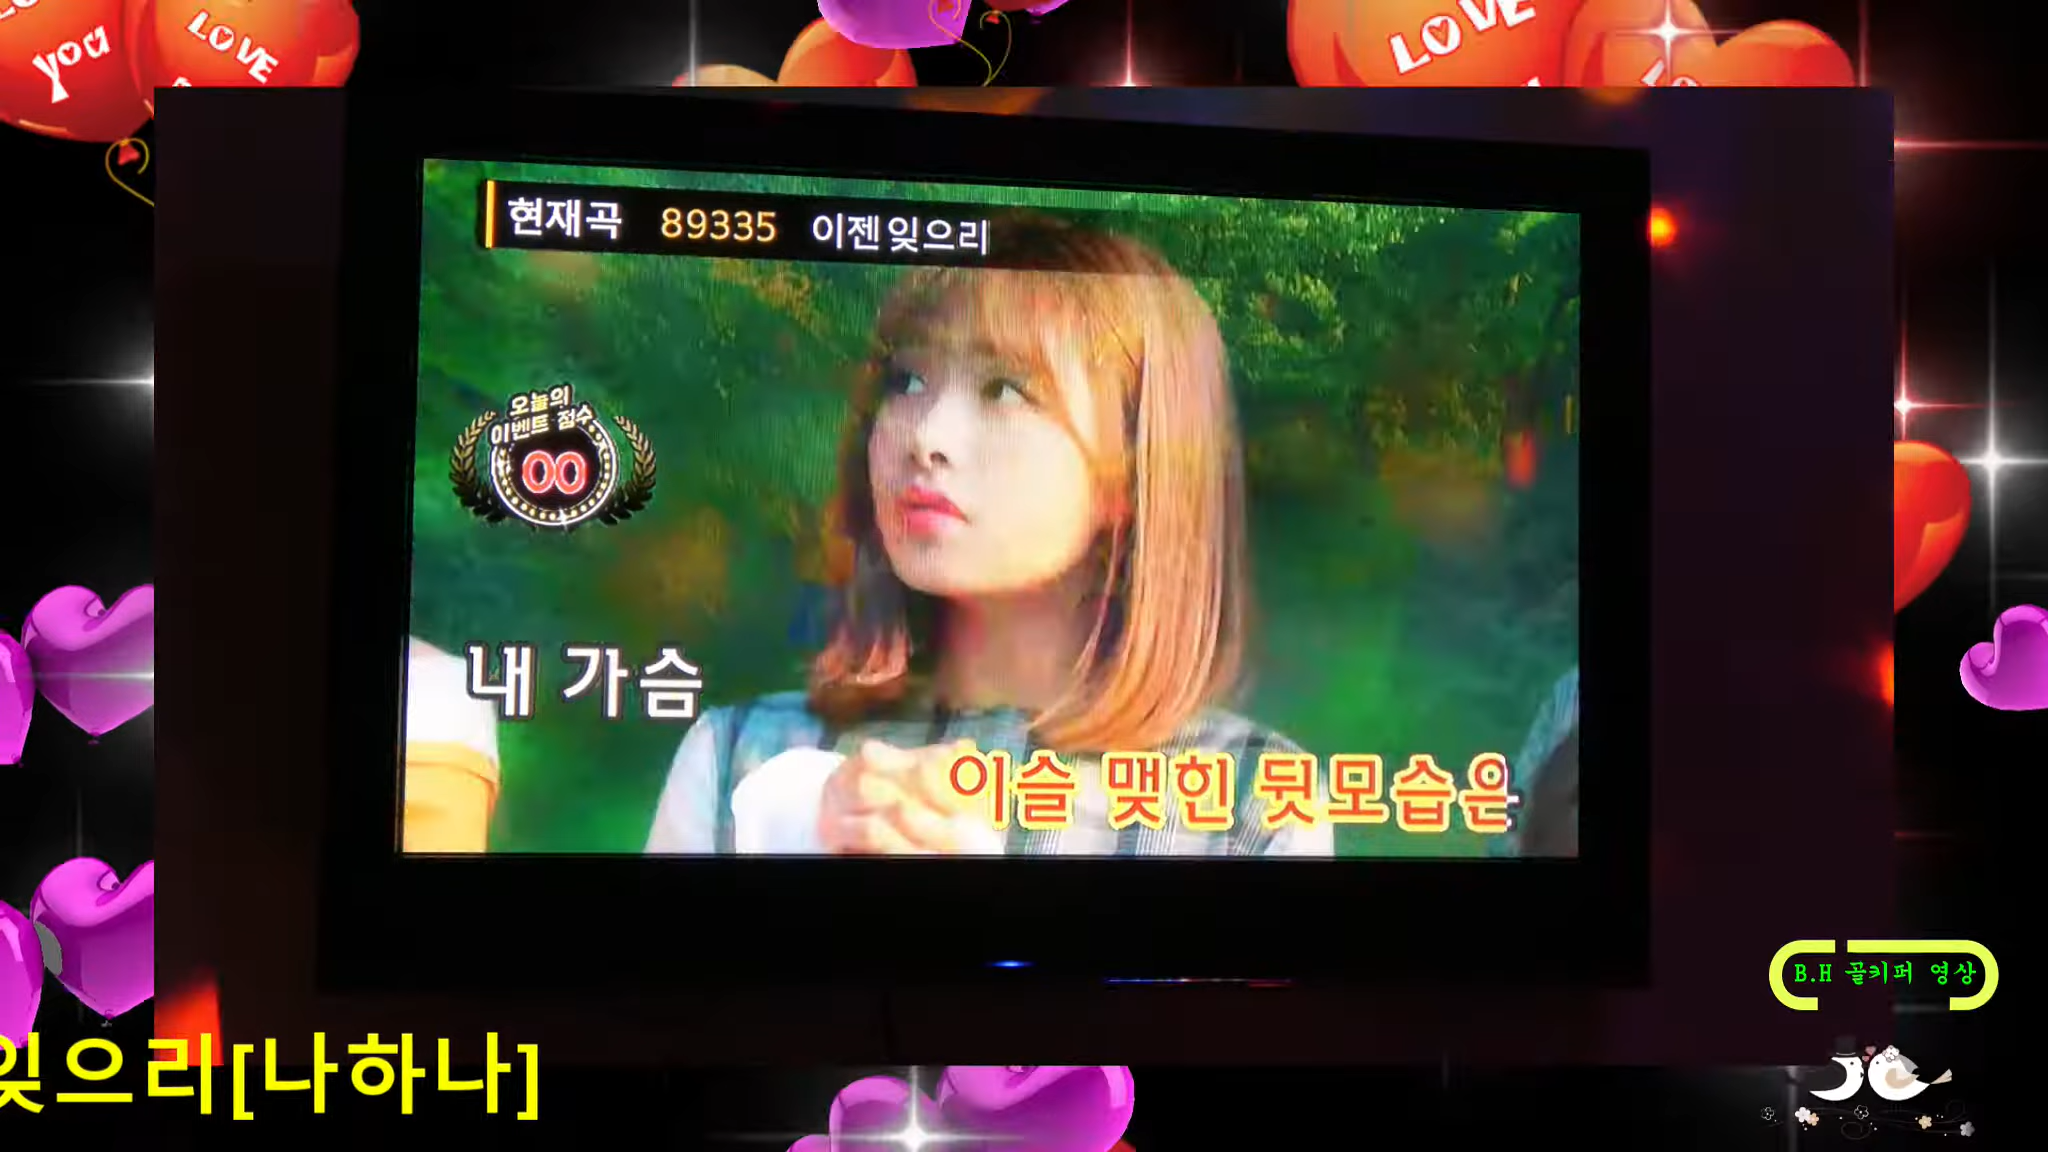 you
LOVE
LOVE
현재곡 89335 이젠잊으리
오늘의
이벤트 점수
00
내 가슴
이슬 맺힌 뒷모습은
B.H 골키퍼 영상
잊으리[나하나]